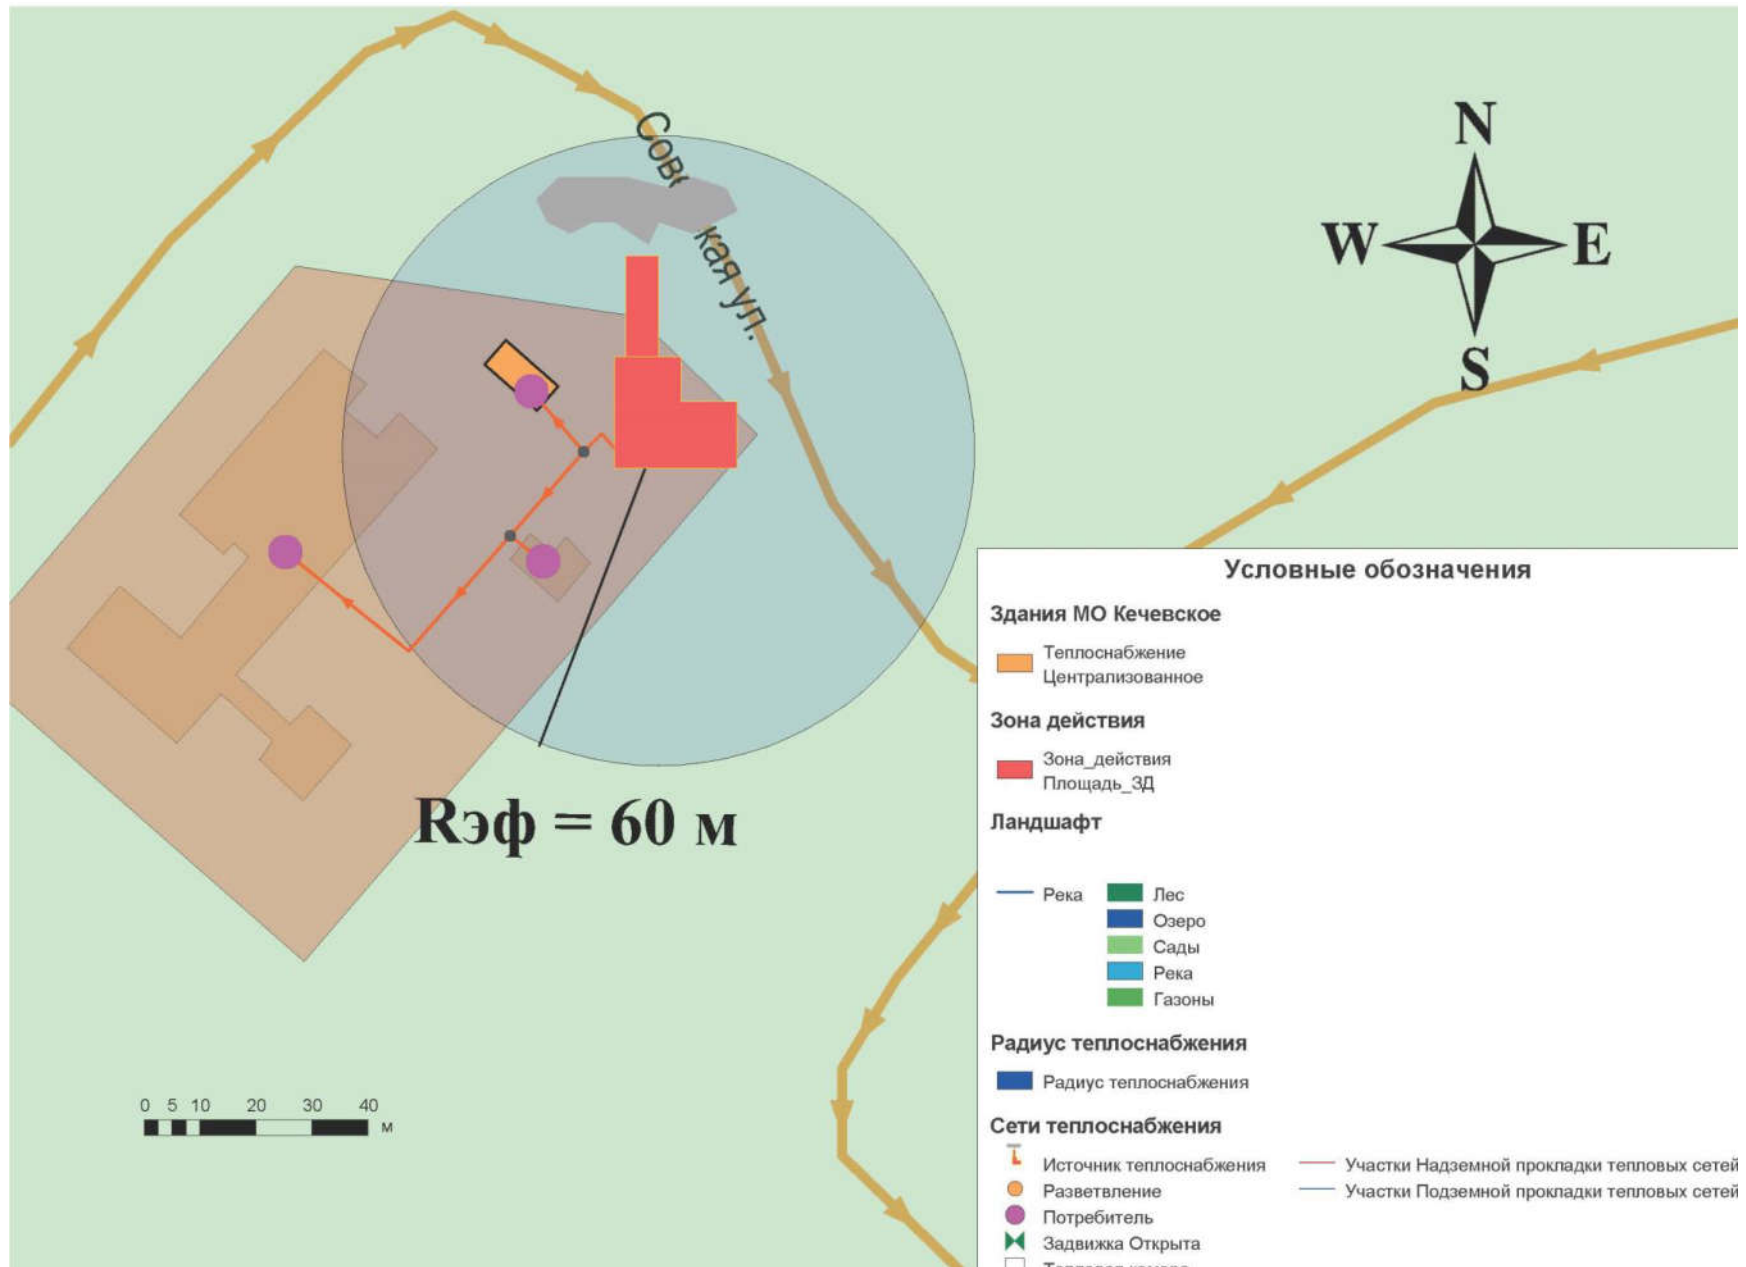 Сов
кая ул.
N
W E
S
Rэф = 60 м
0 5 10 20 30 40
м
Условные обозначения
Здания МО Кечевское
Теплоснабжение
Централизованное
Зона действия
Зона_действия
Площадь_ЗД
Ландшафт
Река
Лес
Озеро
Сады
Река
Газоны
Радиус теплоснабжения
Радиус теплоснабжения
Сети теплоснабжения
Источник теплоснабжения
Участки Надземной прокладки тепловых сетей
Разветвление
Участки Подземной прокладки тепловых сетей
Потребитель
Задвижка Открыта